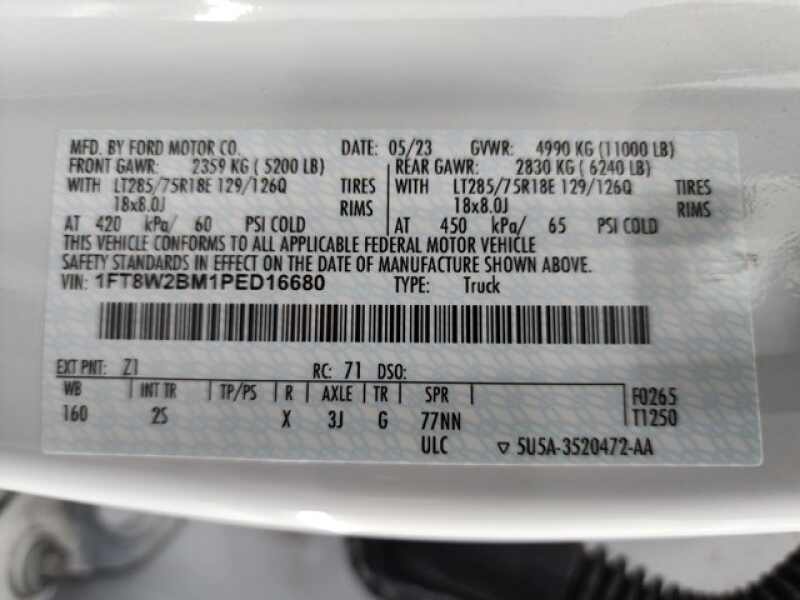 MFD. BY FORD MOTOR CO. DATE: 05/23 GVWR: 4990 KG (11000 LB)
FRONT GAWR: 2359 KG ( 5200 LB) REAR GAWR: 2830 KG ( 6240 LB)
WITH LT285/75R18E 129/126Q TIRES WITH LT285/75R18E 129/126Q TIRES
18x8.0J RIMS 18x8.0J RIMS
AT 420 kPa/ 60 PSI COLD AT 450 kPa/ 65 PSI COLD
THIS VEHICLE CONFORMS TO ALL APPLICABLE FEDERAL MOTOR VEHICLE
SAFETY STANDARDS IN EFFECT ON THE DATE OF MANUFACTURE SHOWN ABOVE.
VIN: 1FT8W2BM1PED16680 TYPE: Truck
EXT PNT: Z1 RC: 71 DSO:
WB INT TR TP/PS R AXLE TR SPR F0265
160 2S X 3J G 77NN T1250
ULC ▽ 5U5A-3520472-AA